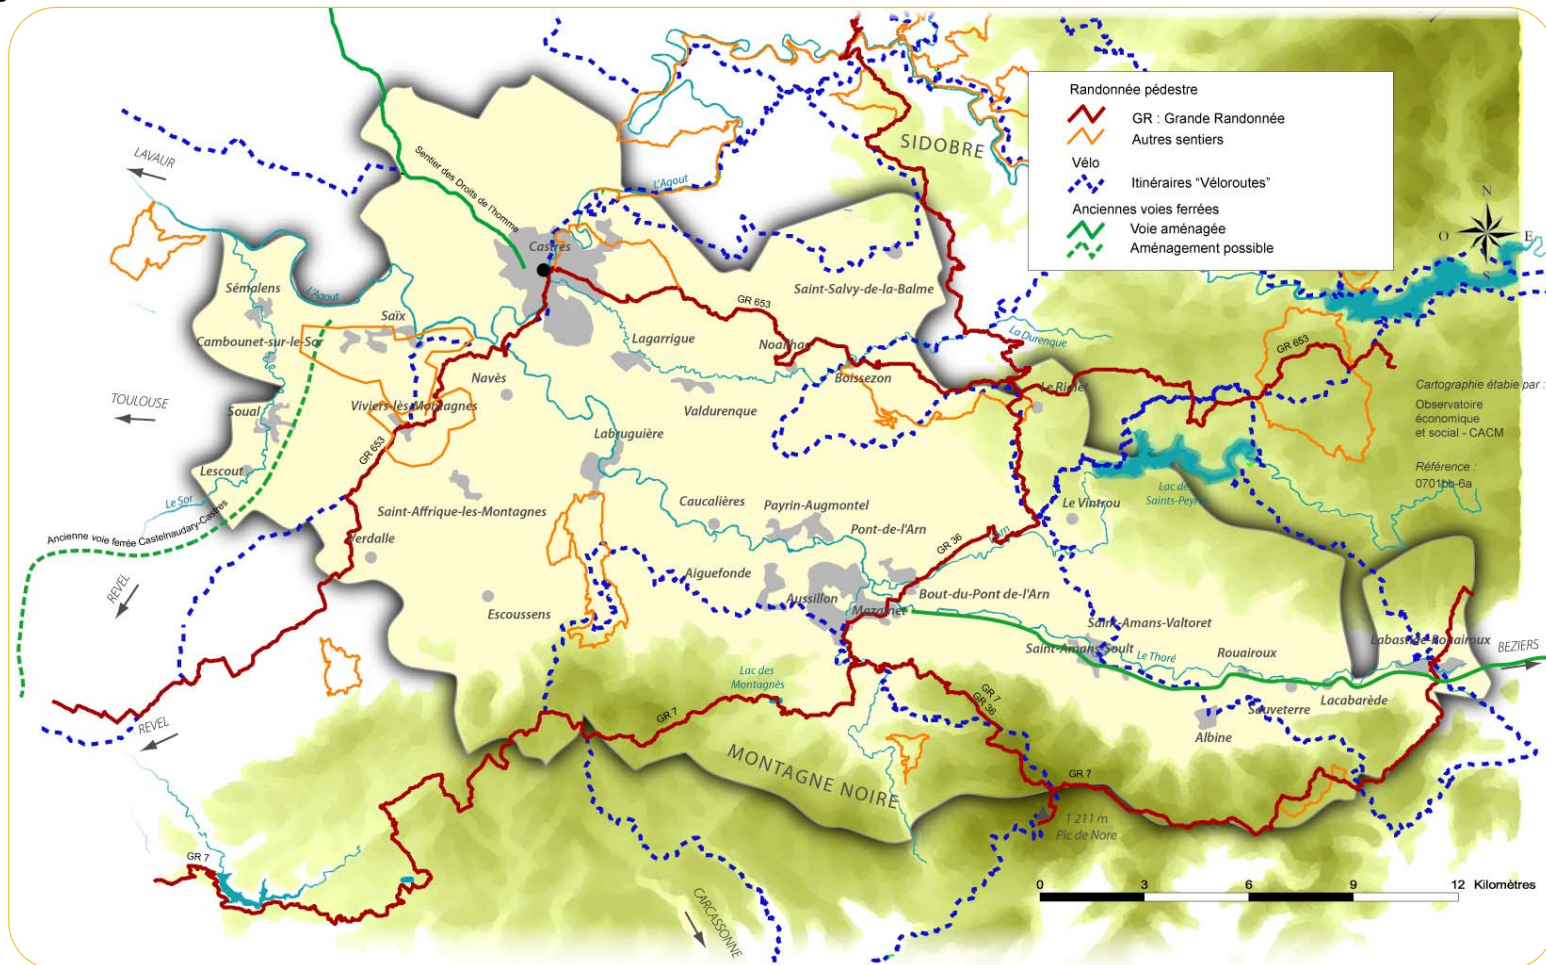 Randonnée pédestre
GR : Grande Randonnée
Autres sentiers
Vélo
Itinéraires “Véloroutes”
Anciennes voies ferrées
Voie aménagée
Aménagement possible
N
O
E
S
SIDOBRE
LAVAUR
Sentier des Droits de l'homme
L'Agout
Castres
Saint-Salvy-de-la-Balme
Sémalens
L'Agout
GR 653
Saïx
Cambounet-sur-le-Sor
Lagarrigue
Noailhac
La Durenque
GR 653
Navès
Boissezon
Le Rialet
Cartographie étabie par :
Observatoire
économique
et social - CACM
Référence :
0701bb-6a
TOULOUSE
Soual
Viviers-lès-Montagnes
Valdurenque
Labruguière
GR 653
Lescout
Le Sor
Saint-Affrique-les-Montagnes
Caucalières
Payrin-Augmontel
Pont-de-l'Arn
Le Vintrou
Lac des
Saints-Peyres
Ancienne voie ferrée Castelnaudary-Castres
Verdalle
GR 36
L'Arn
REVEL
Escoussens
Aiguefonde
Aussillon
Mazamet
Bout-du-Pont de-l'Arn
Saint-Amans-Valtoret
Saint-Amans-Soult
Le Thoré
Rouairoux
Labastide-Rouairoux
BEZIERS
Lac des
Montagnès
GR 7
GR 7
GR 36
Sauveterre
Lacabarède
Albine
REVEL
MONTAGNE NOIRE
GR 7
1 211 m
Pic de Nore
GR 7
CARCASSONNE
0
3
6
9
12
Kilomètres